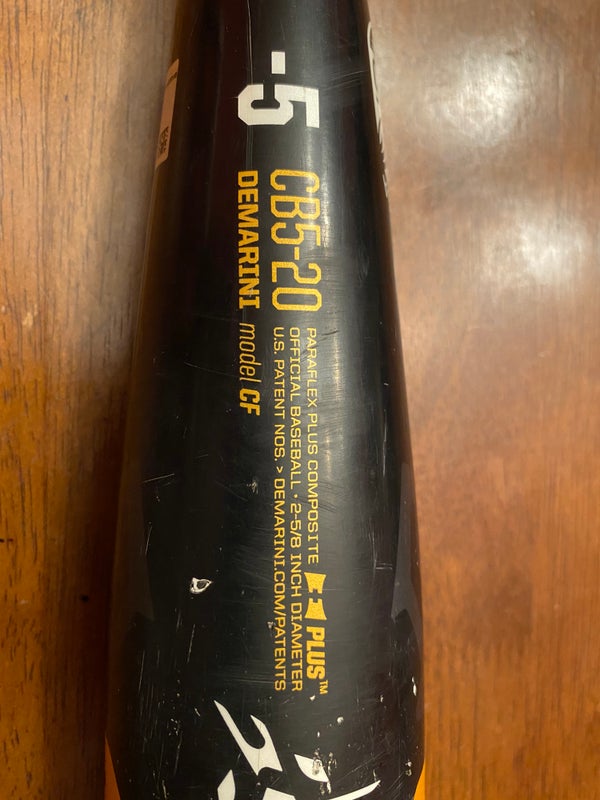 -5
CB5-20
DEMARINI model CF
PARAFLEX PLUS COMPOSITE
OFFICIAL BASEBALL • 2-5/8 INCH DIAMETER
U.S. PATENT NOS. > DEMARINI.COM/PATENTS
PLUS™